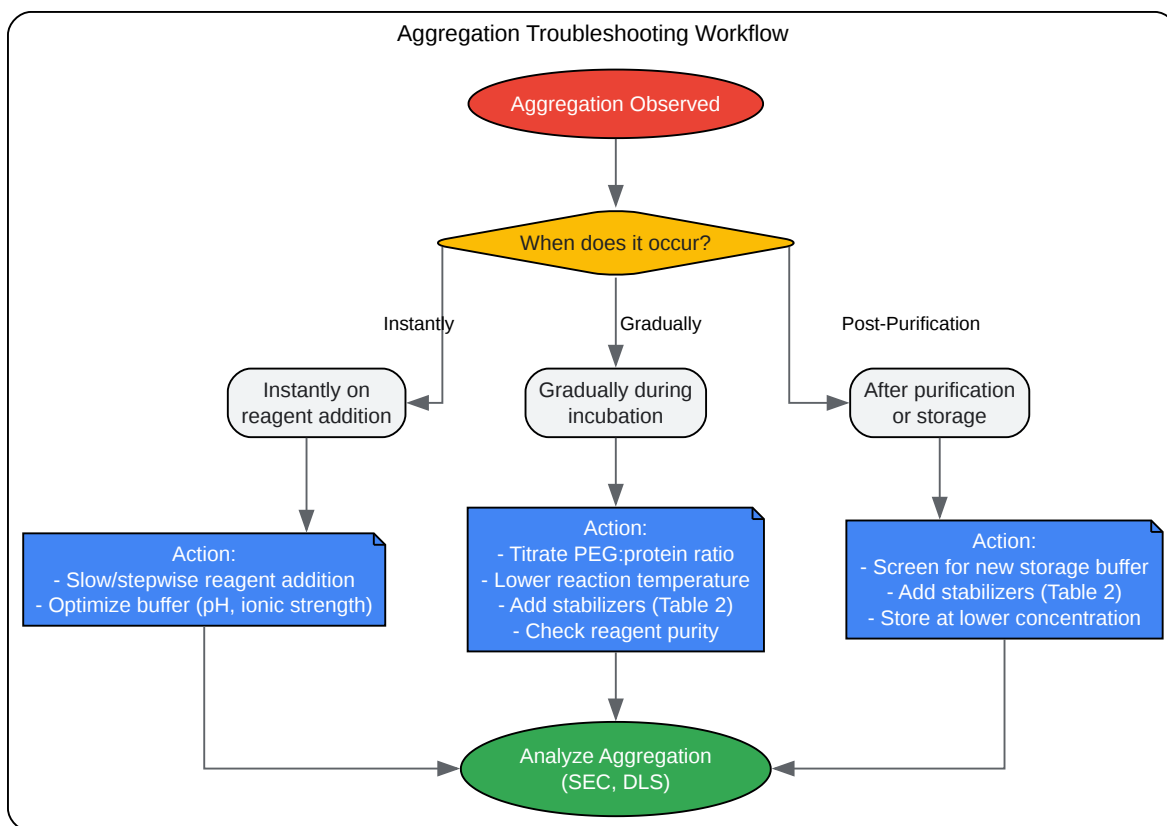 Aggregation Troubleshooting Workflow
Aggregation Observed
When does it occur?
Instantly
Gradually
Post-Purification
Instantly on
reagent addition
Gradually during
incubation
After purification
or storage
Action:
- Slow/stepwise reagent addition
- Optimize buffer (pH, ionic strength)
Action:
- Titrate PEG:protein ratio
- Lower reaction temperature
- Add stabilizers (Table 2)
- Check reagent purity
Action:
- Screen for new storage buffer
- Add stabilizers (Table 2)
- Store at lower concentration
Analyze Aggregation
(SEC, DLS)